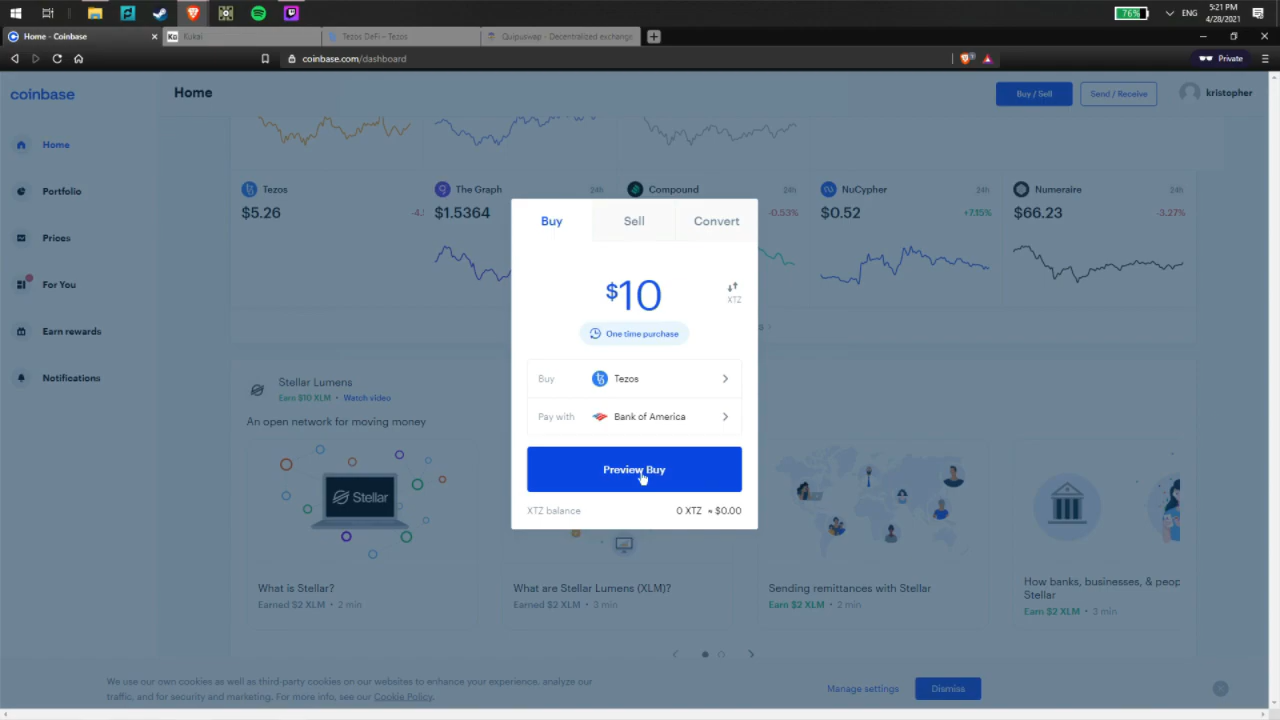 76%
ENG
5:21 PM
4/28/2021
Home - Coinbase
Kukai
Tezos DeFi – Tezos
Quipuswap - Decentralized exchange
coinbase.com/dashboard
Private
coinbase
Home
Buy / Sell
Send / Receive
kristopher
Home
Portfolio
Prices
For You
Earn rewards
Notifications
Tezos
The Graph 24h
Compound 24h
NuCypher 24h
Numeraire 24h
$5.26 -4.
$1.5364
-0.53%
$0.52 +7.15%
$66.23 -3.27%
Buy
Sell
Convert
$10
XTZ
One time purchase
Buy Tezos
Pay with Bank of America
Preview Buy
XTZ balance 0 XTZ ≈ $0.00
Stellar Lumens
Earn $10 XLM • Watch video
An open network for moving money
Stellar
What is Stellar?
Earned $2 XLM • 2 min
What are Stellar Lumens (XLM)?
Earned $2 XLM • 3 min
Sending remittances with Stellar
Earn $2 XLM • 2 min
How banks, businesses, & peop
Stellar
Earn $2 XLM • 3 min
We use our own cookies as well as third-party cookies on our websites to enhance your experience, analyze our
traffic, and for security and marketing. For more info, see our Cookie Policy.
Manage settings
Dismiss